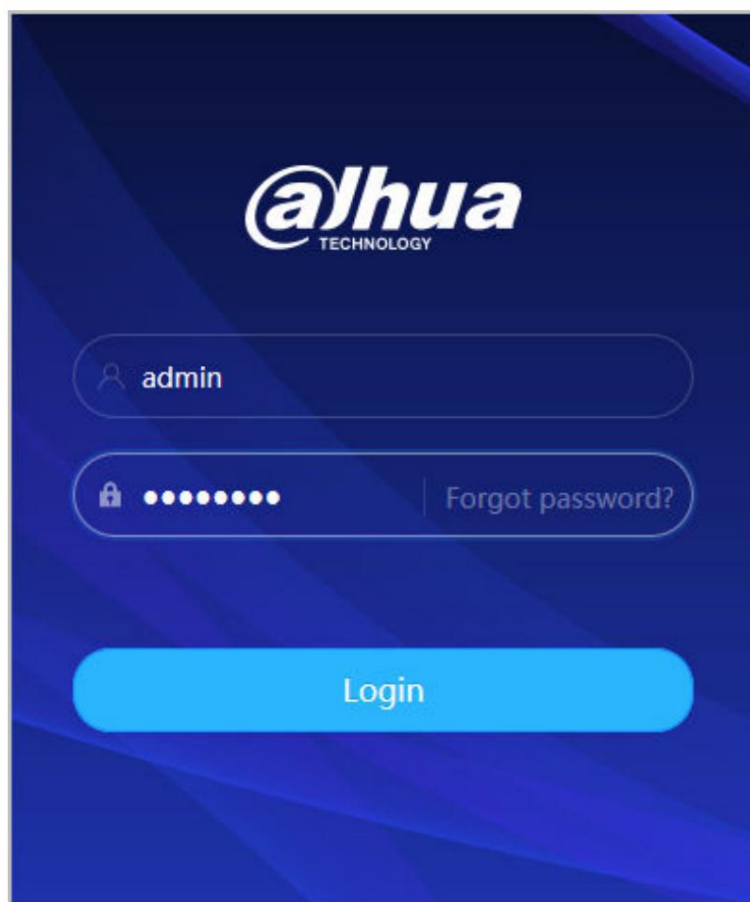 alhua
TECHNOLOGY
admin
••••••••
Forgot password?
Login